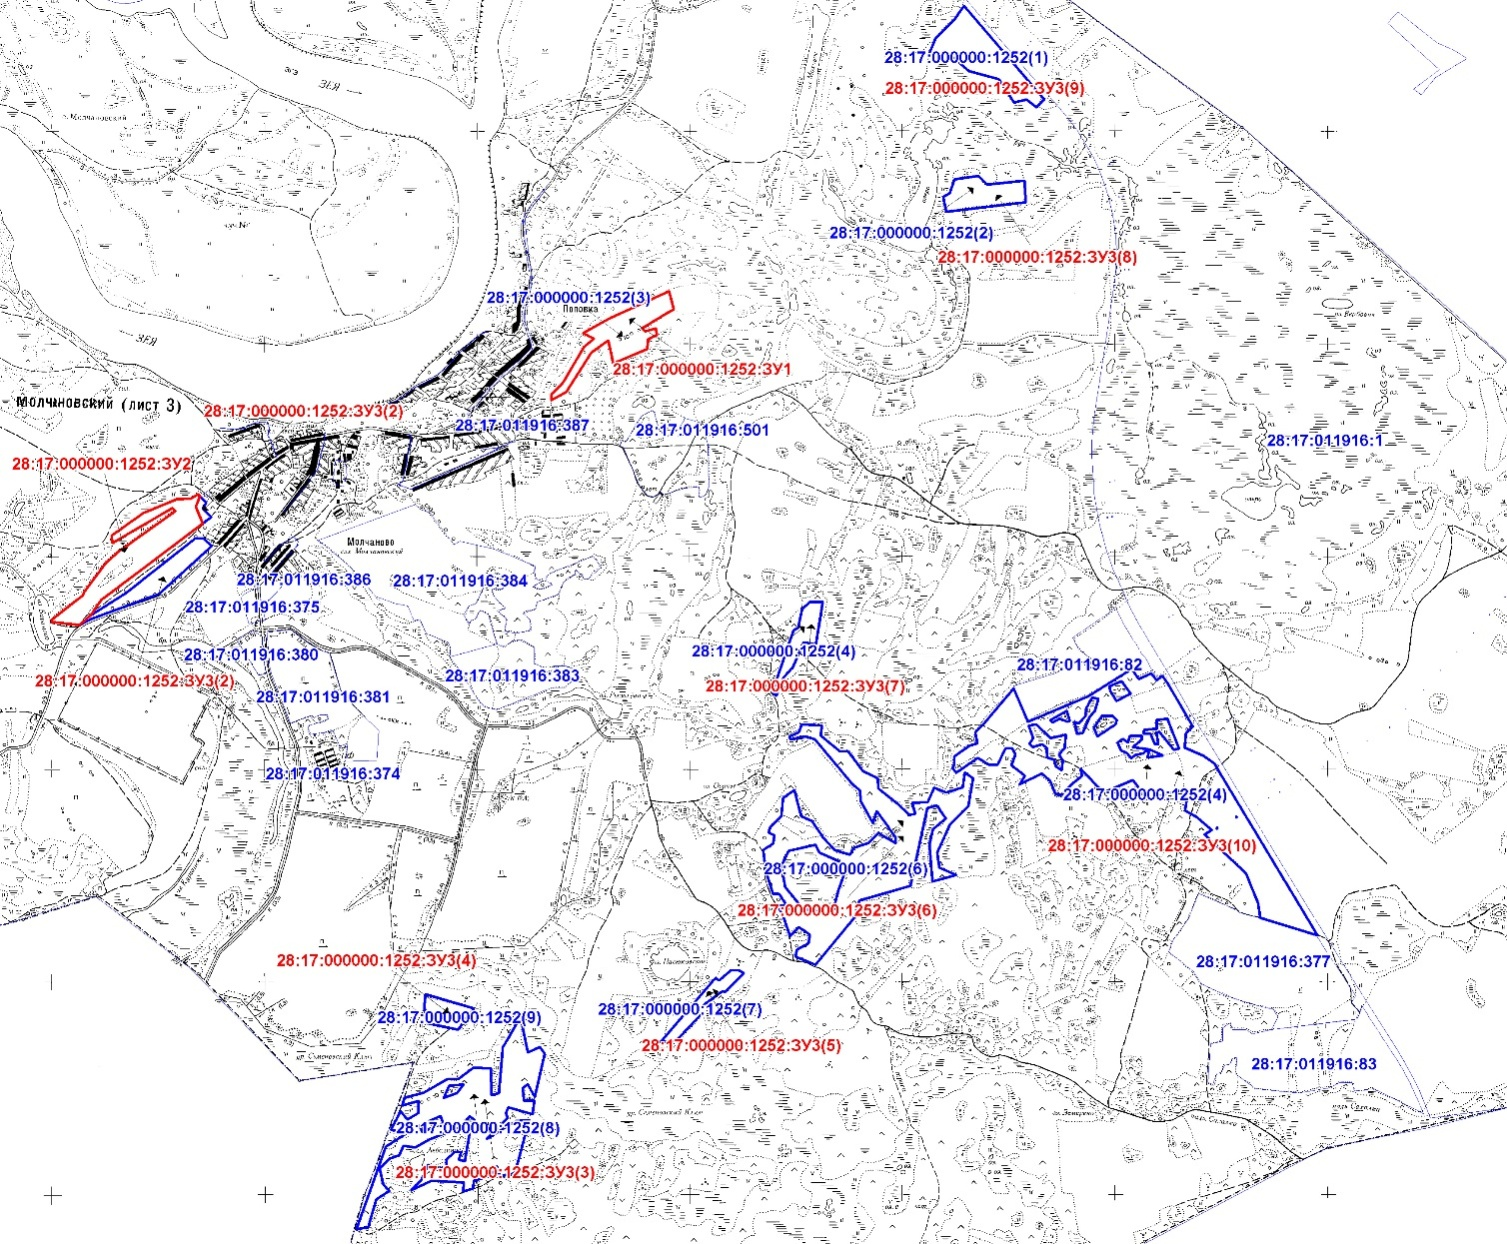 28:17:000000:1252(1)
28:17:000000:1252:ЗУ3(9)
ЗЕЯ
п. Молчановский
28:17:000000:1252(2)
28:17:000000:1252:ЗУ3(8)
28:17:000000:1252(3)
Поповка
ЗЕЯ
28:17:000000:1252:ЗУ1
МОЛЧАНОВСКИЙ (лист 3)
28:17:000000:1252:ЗУ3(2)
28:17:011916:387
28:17:011916:501
28:17:011916:1
28:17:000000:1252:ЗУ2
Молчаново
28:17:011916:386
28:17:011916:384
28:17:011916:375
28:17:011916:380
28:17:000000:1252(4)
28:17:011916:82
28:17:000000:1252:ЗУ3(2)
28:17:011916:383
28:17:000000:1252:ЗУ3(7)
28:17:011916:381
28:17:011916:374
28:17:000000:1252(4)
28:17:000000:1252:ЗУ3(10)
28:17:000000:1252(6)
28:17:000000:1252:ЗУ3(6)
28:17:000000:1252:ЗУ3(4)
28:17:011916:377
28:17:000000:1252(9)
28:17:000000:1252(7)
28:17:000000:1252:ЗУ3(5)
28:17:011916:83
28:17:000000:1252(8)
28:17:000000:1252:ЗУ3(3)